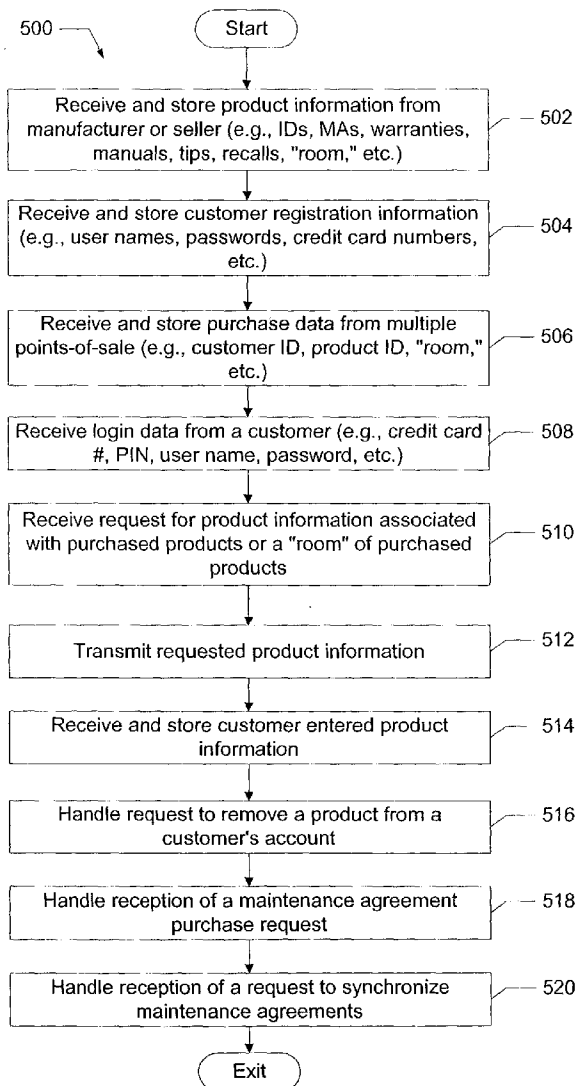 500
Start
Receive and store product information from
manufacturer or seller (e.g., IDs, MAs, warranties,
manuals, tips, recalls, "room," etc.)
502
Receive and store customer registration information
(e.g., user names, passwords, credit card numbers,
etc.)
504
Receive and store purchase data from multiple
points-of-sale (e.g., customer ID, product ID, "room,"
etc.)
506
Receive login data from a customer (e.g., credit card
#, PIN, user name, password, etc.)
508
Receive request for product information associated
with purchased products or a "room" of purchased
products
510
Transmit requested product information
512
Receive and store customer entered product
information
514
Handle request to remove a product from a
customer's account
516
Handle reception of a maintenance agreement
purchase request
518
Handle reception of a request to synchronize
maintenance agreements
520
Exit